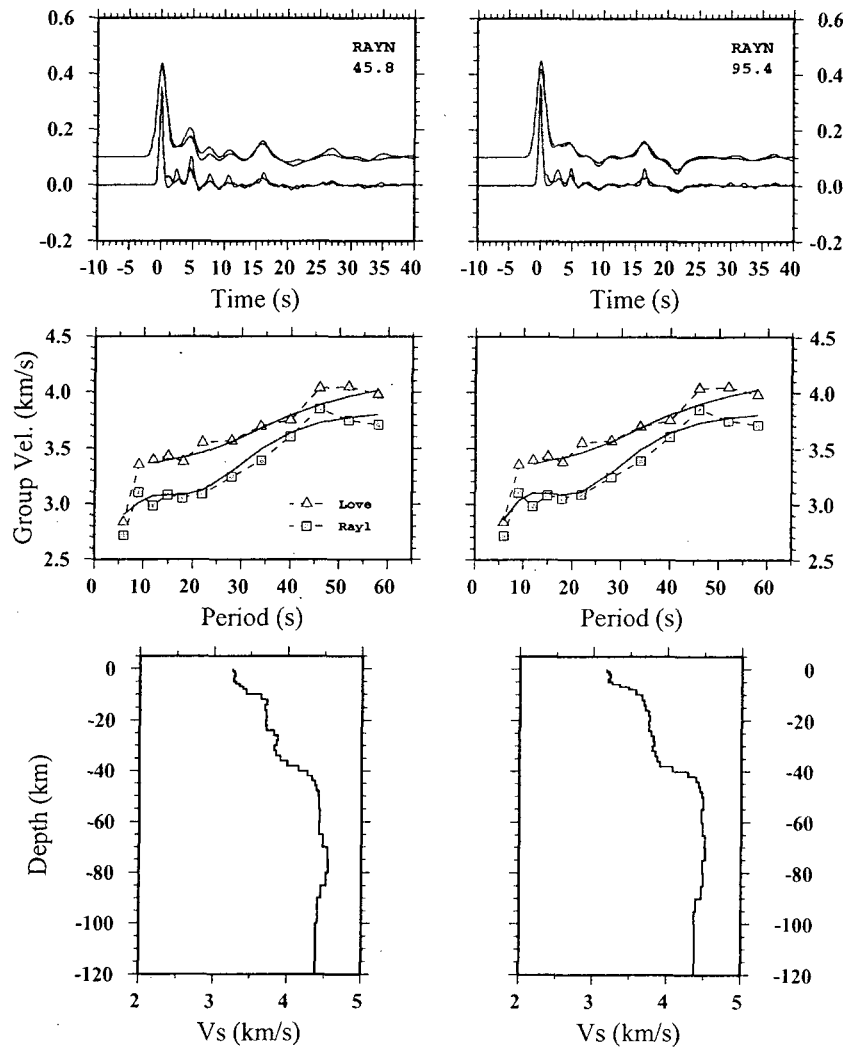 0.6 0.6
RAYN RAYN
45.8 95.4
0.4 0.4
0.2 0.2
0.0 0.0
-0.2 -0.2
-10 -5 0 5 10 15 20 25 30 35 40 -10 -5 0 5 10 15 20 25 30 35 40
Time (s) Time (s)
4.5 4.5
4.0 4.0
3.5 3.5
3.0 3.0
2.5 2.5
Group Vel. (km/s)
Love
Rayl
0 10 20 30 40 50 60 0 10 20 30 40 50 60
Period (s) Period (s)
0 0
-20 -20
-40 -40
-60 -60
-80 -80
-100 -100
-120 -120
Depth (km)
2 3 4 5 2 3 4 5
Vs (km/s) Vs (km/s)